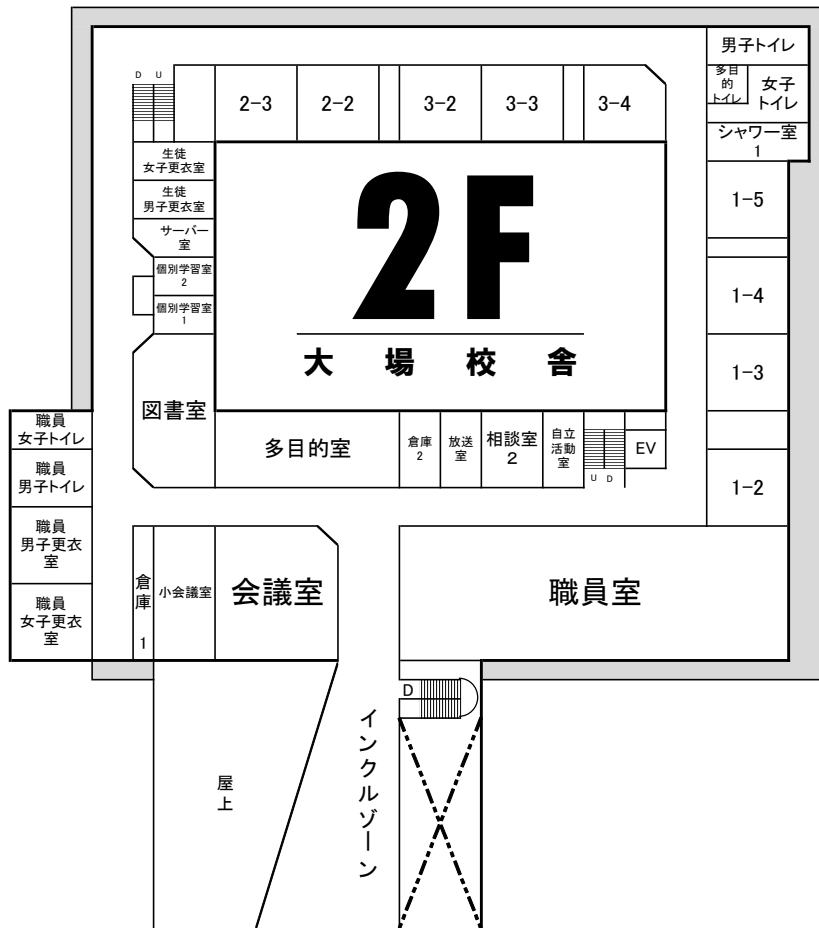 男子トイレ
多目
的
トイレ
女子
トイレ
シャワー室
1
D U
2-3
2-2
3-2
3-3
3-4
生徒
女子更衣室
生徒
男子更衣室
サーバー
室
個別学習室
2
個別学習室
1
2F
大場校舎
1-5
1-4
1-3
1-2
図書室
多目的室
倉庫
2
放送
室
相談室
2
自立
活動
室
U D
EV
職員
女子トイレ
職員
男子トイレ
職員
男子更衣
室
職員
女子更衣
室
倉庫
1
小会議室
会議室
職員室
D
インクルゾーン
屋上